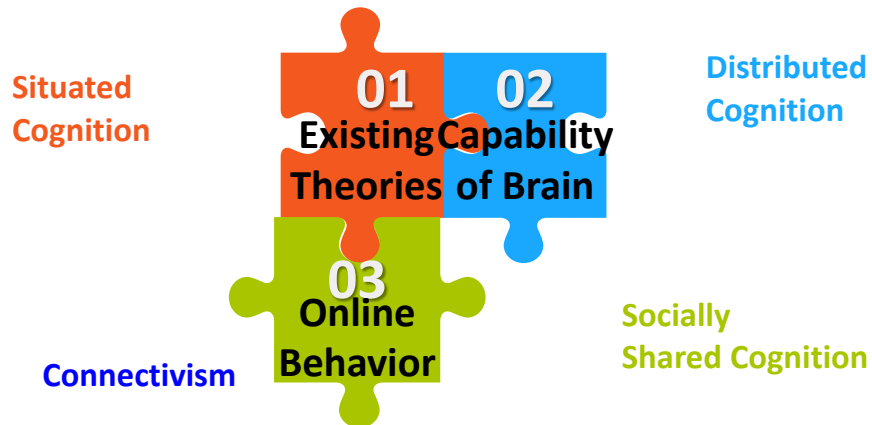 Situated
Cognition
01
Existing
Theories
02
Capability
of Brain
Distributed
Cognition
03
Online
Behavior
Connectivism
Socially
Shared Cognition